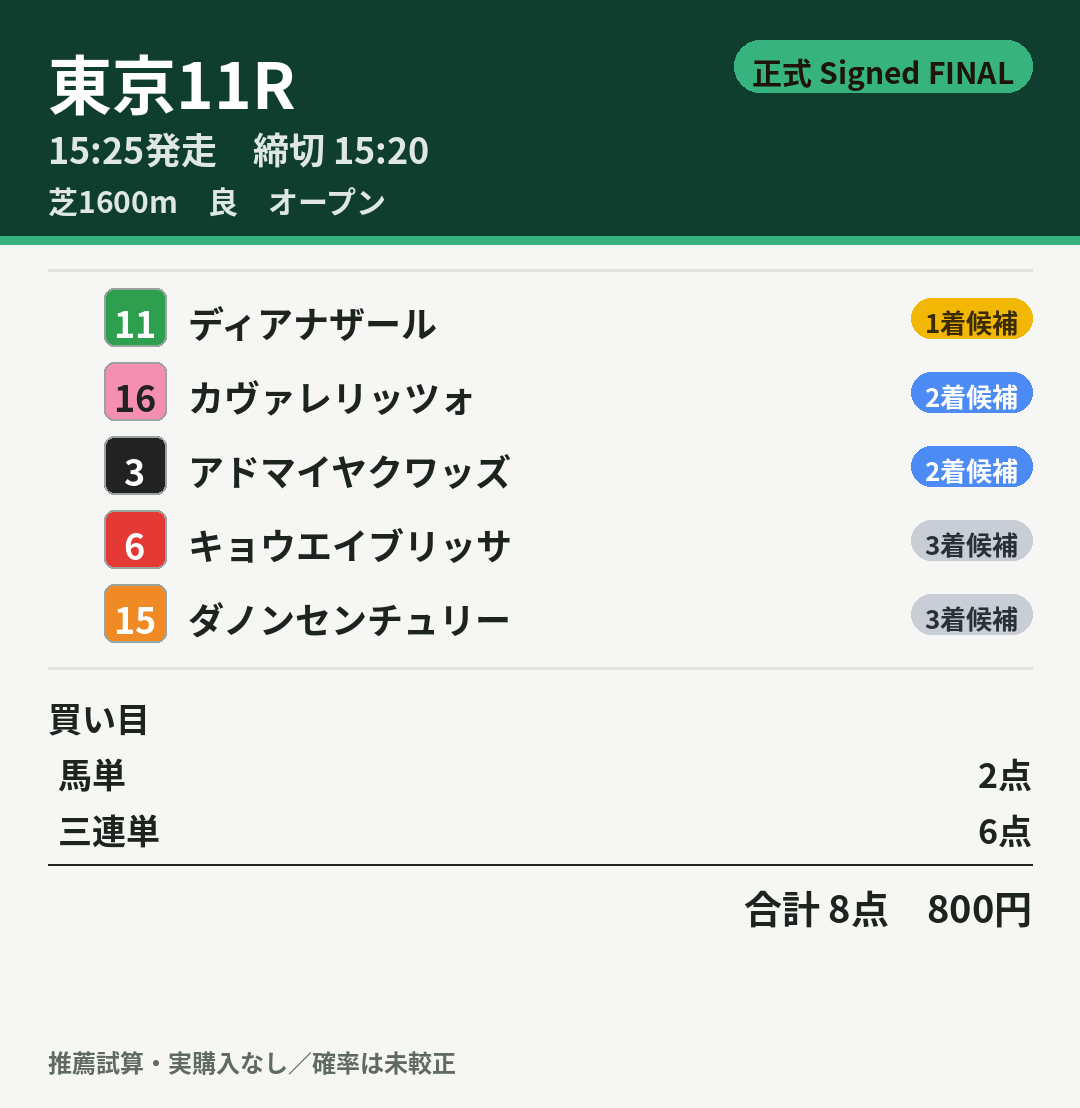 東京11R
正式 Signed FINAL
15:25発走　締切 15:20
芝1600m　良　オープン
11 ディアナザール 1着候補
16 カヴァレリッツォ 2着候補
3 アドマイヤクワッズ 2着候補
6 キョウエイブリッサ 3着候補
15 ダノンセンチュリー 3着候補
買い目
馬単 2点
三連単 6点
合計 8点　800円
推薦試算・実購入なし／確率は未較正